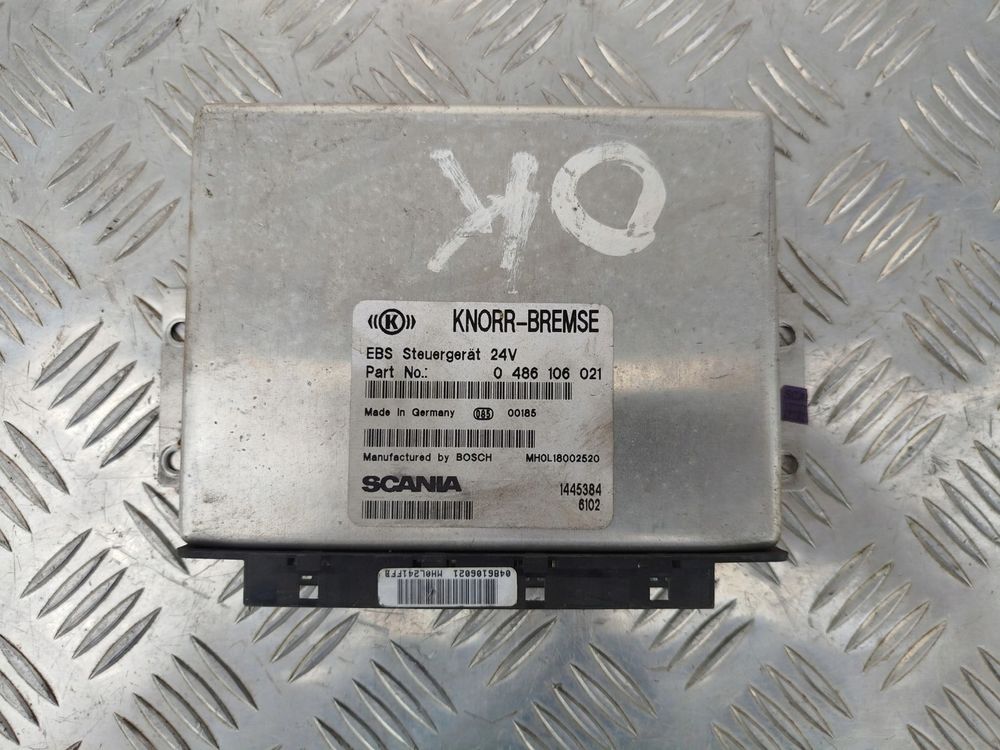 OK
K KNORR-BREMSE
EBS Steuergerät 24V
Part No.: 0 486 106 021
Made in Germany 085 00185
Manufactured by BOSCH MH0L18002520
SCANIA 1445384
6102
0486106021 MH0L241FFB